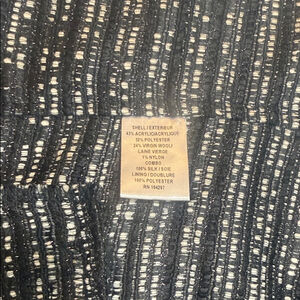 SHELL / EXTERIEUR
43% ACRYLIC/ACRYLIQUE
32% POLYESTER
24% VIRGIN WOOL/
LAINE VIERGE
1% NYLON
COMBO
100% SILK / SOIE
LINING / DOUBLURE
100% POLYESTER
RN 164297